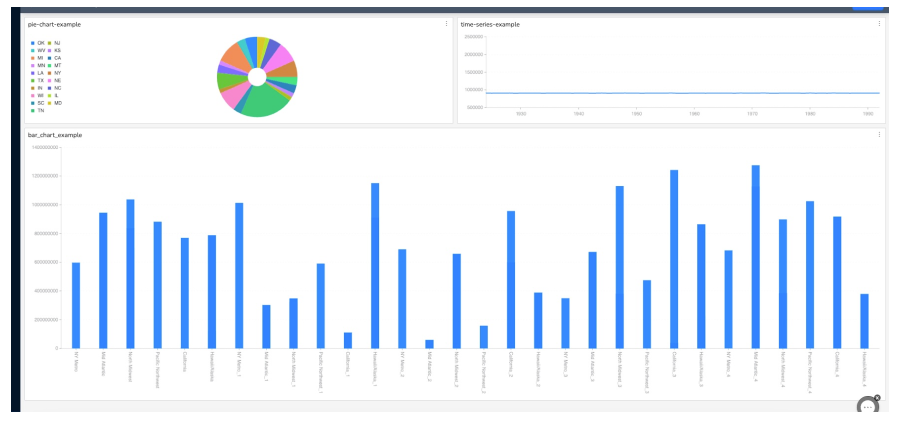 pie-chart-example
OK NJ
WV KS
MI CA
MN MT
LA NY
TX NE
IN NC
WI IL
SC MD
TN
time-series-example
2500000
2000000
1500000
1000000
500000
1930 1940 1950 1960 1970 1980 1990
bar_chart_example
1400000000
1200000000
1000000000
800000000
600000000
400000000
200000000
0
NY Metro
Mid Atlantic
North Midwest
Pacific Northwest
California
Hawaii/Alaska
NY Metro_1
Mid Atlantic_1
North Midwest_1
Pacific Northwest_1
California_1
Hawaii/Alaska_1
NY Metro_2
Mid Atlantic_2
North Midwest_2
Pacific Northwest_2
California_2
Hawaii/Alaska_2
NY Metro_3
Mid Atlantic_3
North Midwest_3
Pacific Northwest_3
California_3
Hawaii/Alaska_3
NY Metro_4
Mid Atlantic_4
North Midwest_4
Pacific Northwest_4
California_4
Hawaii/Alaska_4